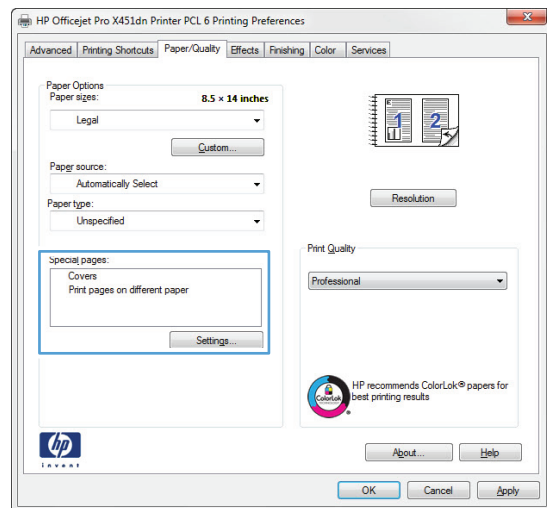 HP Officejet Pro X451dn Printer PCL 6 Printing Preferences
Advanced Printing Shortcuts Paper/Quality Effects Finishing Color Services
Paper Options
Paper sizes: 8.5 × 14 inches
Legal
Custom...
Paper source:
Automatically Select
Paper type:
Unspecified
Special pages:
Covers
Print pages on different paper
Settings...
1 2
Resolution
Print Quality
Professional
ColorLok
HP recommends ColorLok® papers for
best printing results
hp
invent
About... Help
OK Cancel Apply